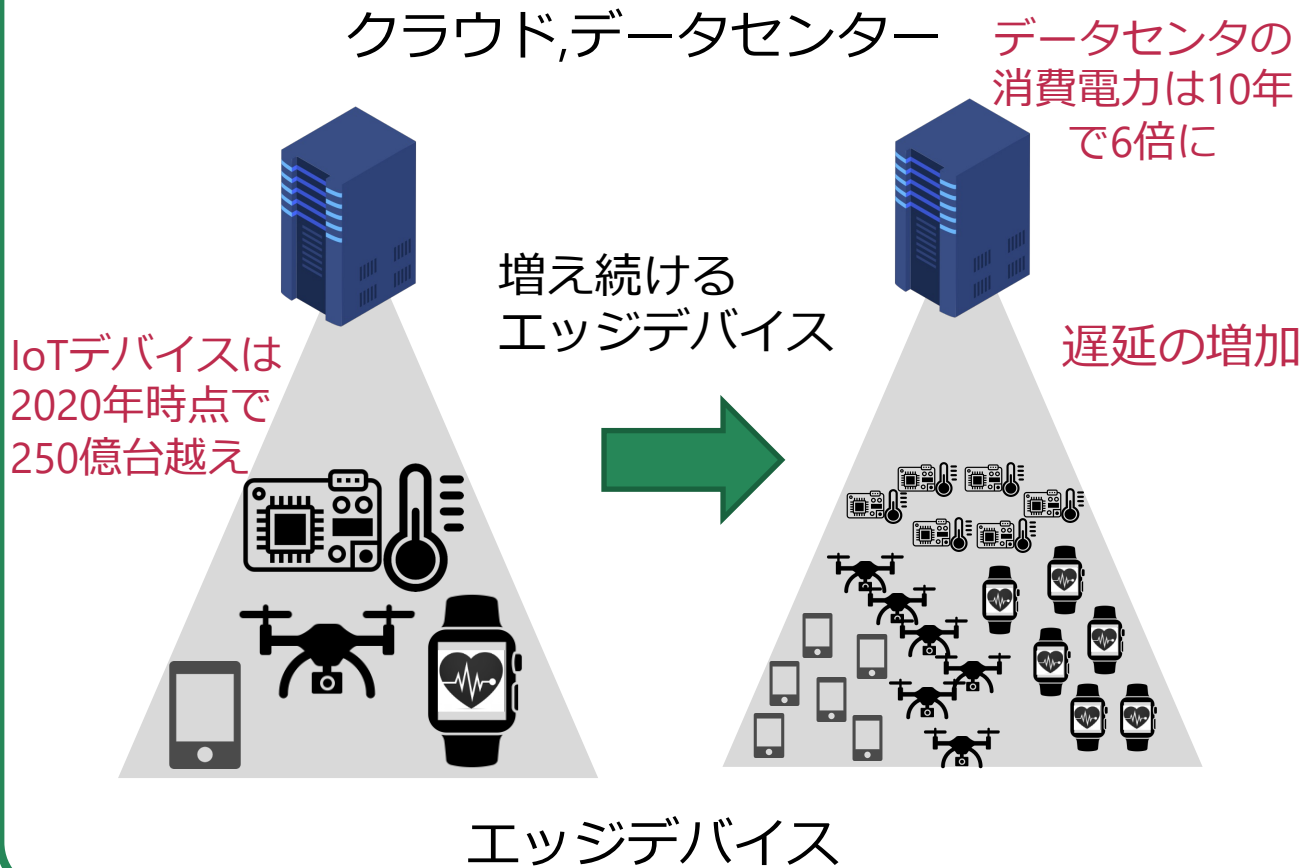 クラウド,データセンター
データセンタの
消費電力は10年
で6倍に
増え続ける
エッジデバイス
IoTデバイスは
2020年時点で
250億台越え
遅延の増加
エッジデバイス